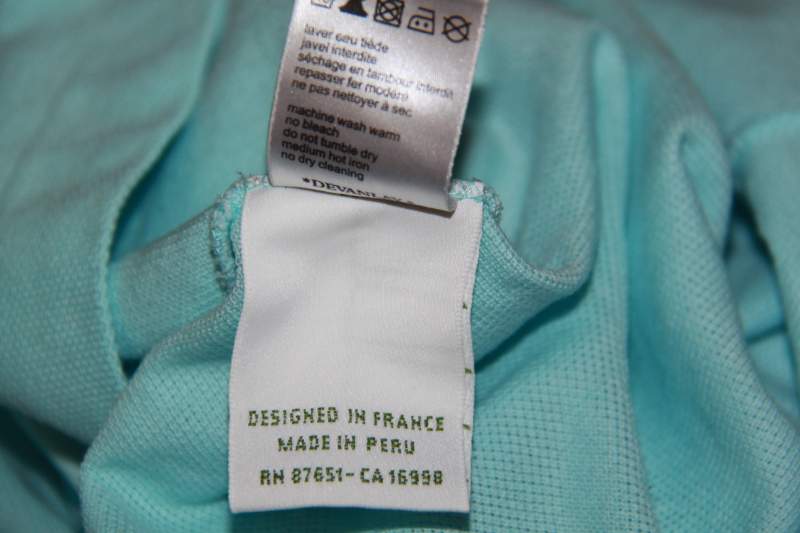 laver eau tiède
javel interdite
séchage en tambour interdit
repasser fer modéré
ne pas nettoyer à sec
machine wash warm
no bleach
do not tumble dry
medium hot iron
no dry cleaning
DESIGNED IN FRANCE
MADE IN PERU
RN 87651-CA 16998